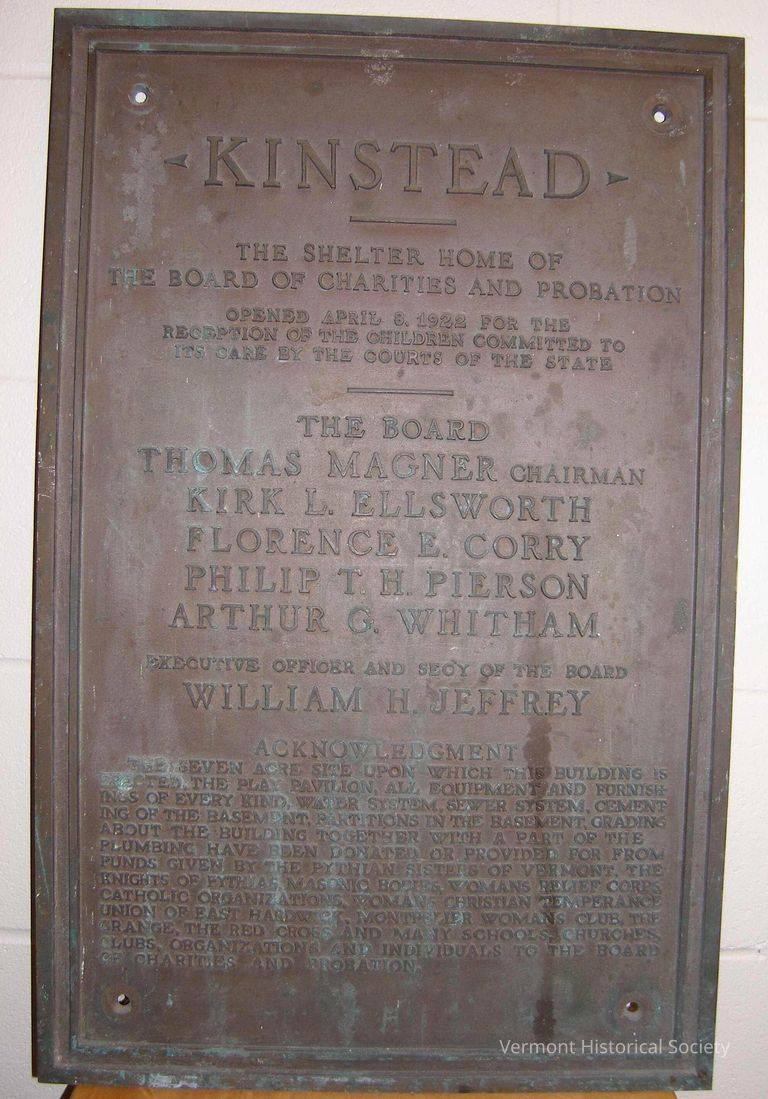 KINSTEAD
THE SHELTER HOME OF
THE BOARD OF CHARITIES AND PROBATION
OPENED APRIL 8, 1922 FOR THE
RECEPTION OF THE CHILDREN COMMITTED TO
ITS CARE BY THE COURTS OF THE STATE
THE BOARD
THOMAS MAGNER CHAIRMAN
KIRK L. ELLSWORTH
FLORENCE E. CORRY
PHILIP T. H. PIERSON
ARTHUR G. WHITHAM
EXECUTIVE OFFICER AND SEC'Y OF THE BOARD
WILLIAM H. JEFFREY
ACKNOWLEDGMENT
THE SEVEN ACRE SITE UPON WHICH THIS BUILDING IS
ERECTED, THE PLAY PAVILION, ALL EQUIPMENT AND FURNISH-
INGS OF EVERY KIND, WATER SYSTEM, SEWER SYSTEM, CEMENT
ING OF THE BASEMENT, PARTITIONS IN THE BASEMENT, GRADING
ABOUT THE BUILDING TOGETHER WITH A PART OF THE
PLUMBING HAVE BEEN DONATED OR PROVIDED FOR FROM
FUNDS GIVEN BY THE PYTHIAN SISTERS OF VERMONT, THE
KNIGHTS OF PYTHIAS, MASONIC BODIES, WOMANS RELIEF CORPS,
CATHOLIC ORGANIZATIONS, WOMANS CHRISTIAN TEMPERANCE
UNION OF EAST HARDWICK, MONTPELIER WOMANS CLUB, THE
GRANGE, THE RED CROSS AND MANY SCHOOLS, CHURCHES,
CLUBS, ORGANIZATIONS AND INDIVIDUALS TO THE BOARD
OF CHARITIES AND PROBATION.
Vermont Historical Society